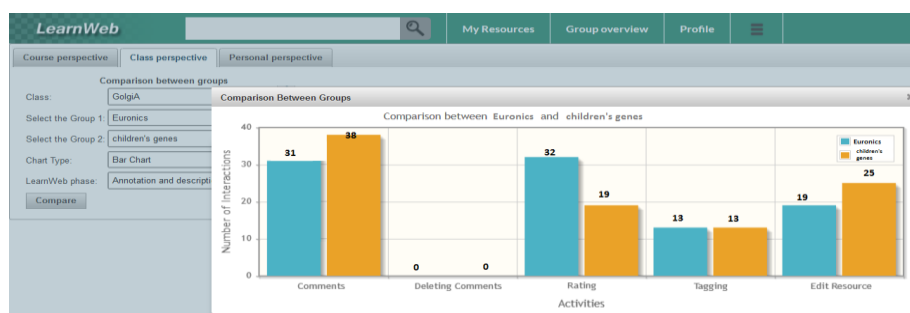 LearnWeb
My Resources
Group overview
Profile
Course perspective
Class perspective
Personal perspective
Comparison between groups
Class:
GolgiA
Select the Group 1:
Euronics
Select the Group 2:
children's genes
Chart Type:
Bar Chart
LearnWeb phase:
Annotation and descripti
Compare
Comparison Between Groups
Comparison between Euronics and children's genes
Number of Interactions
40
30
20
10
0
31
38
0
0
32
19
13
13
19
25
Euronics
children's
genes
Comments
Deleting Comments
Rating
Tagging
Edit Resource
Activities